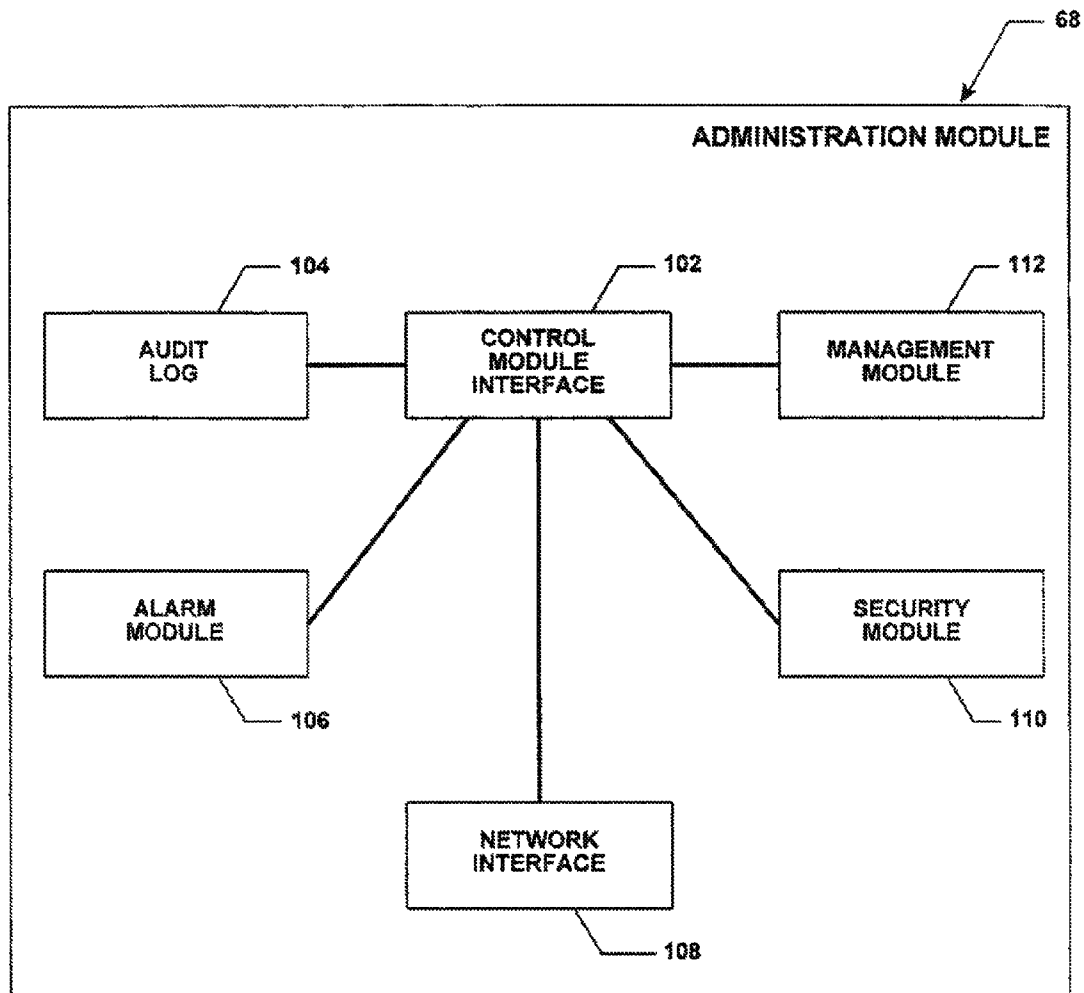 68
ADMINISTRATION MODULE
104
102
112
AUDIT
LOG
CONTROL
MODULE
INTERFACE
MANAGEMENT
MODULE
ALARM
MODULE
SECURITY
MODULE
106
110
NETWORK
INTERFACE
108